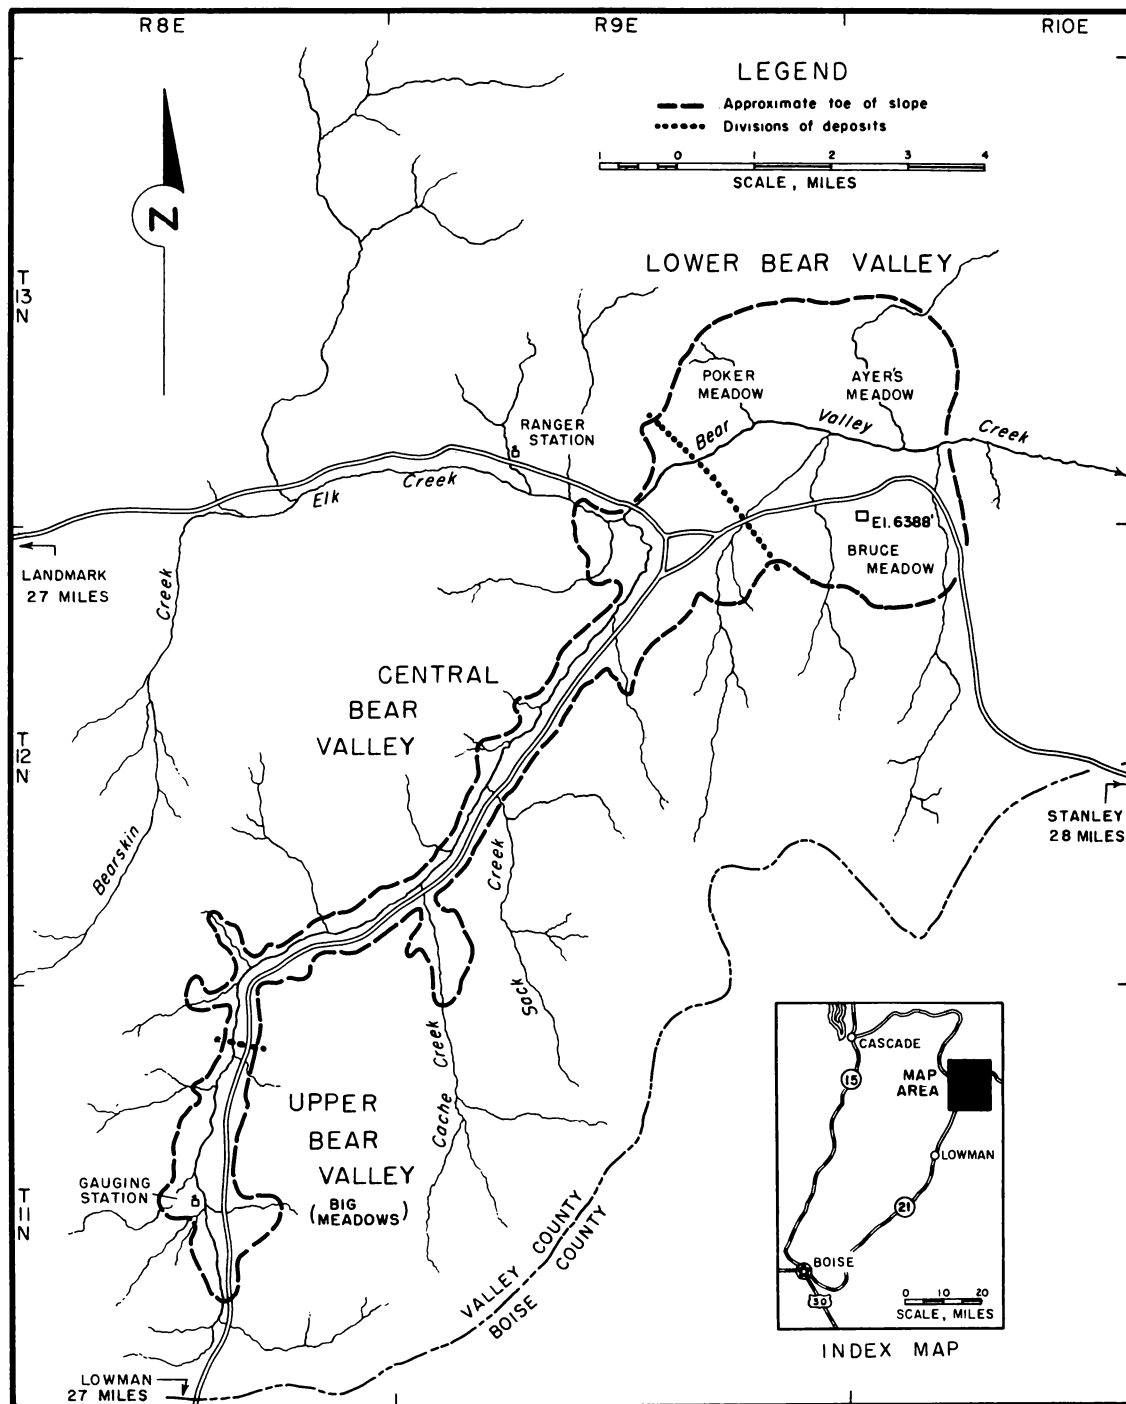 R8E
R9E
R10E
LEGEND
Approximate toe of slope
Divisions of deposits
1 0 1 2 3 4
SCALE, MILES
N
T
13
N
LOWER BEAR VALLEY
POKER
MEADOW
AYER'S
MEADOW
RANGER
STATION
Bear Valley Creek
Elk Creek
El. 6388'
BRUCE
MEADOW
LANDMARK
27 MILES
Creek
Bearskin
CENTRAL
BEAR
VALLEY
T
12
N
STANLEY
28 MILES
Creek
Sack
Creek
Cache
UPPER
BEAR
VALLEY
(BIG
MEADOWS)
GAUGING
STATION
T
11
N
VALLEY COUNTY
BOISE COUNTY
LOWMAN
27 MILES
CASCADE
15
MAP
AREA
LOWMAN
21
BOISE
30
0 10 20
SCALE, MILES
INDEX MAP